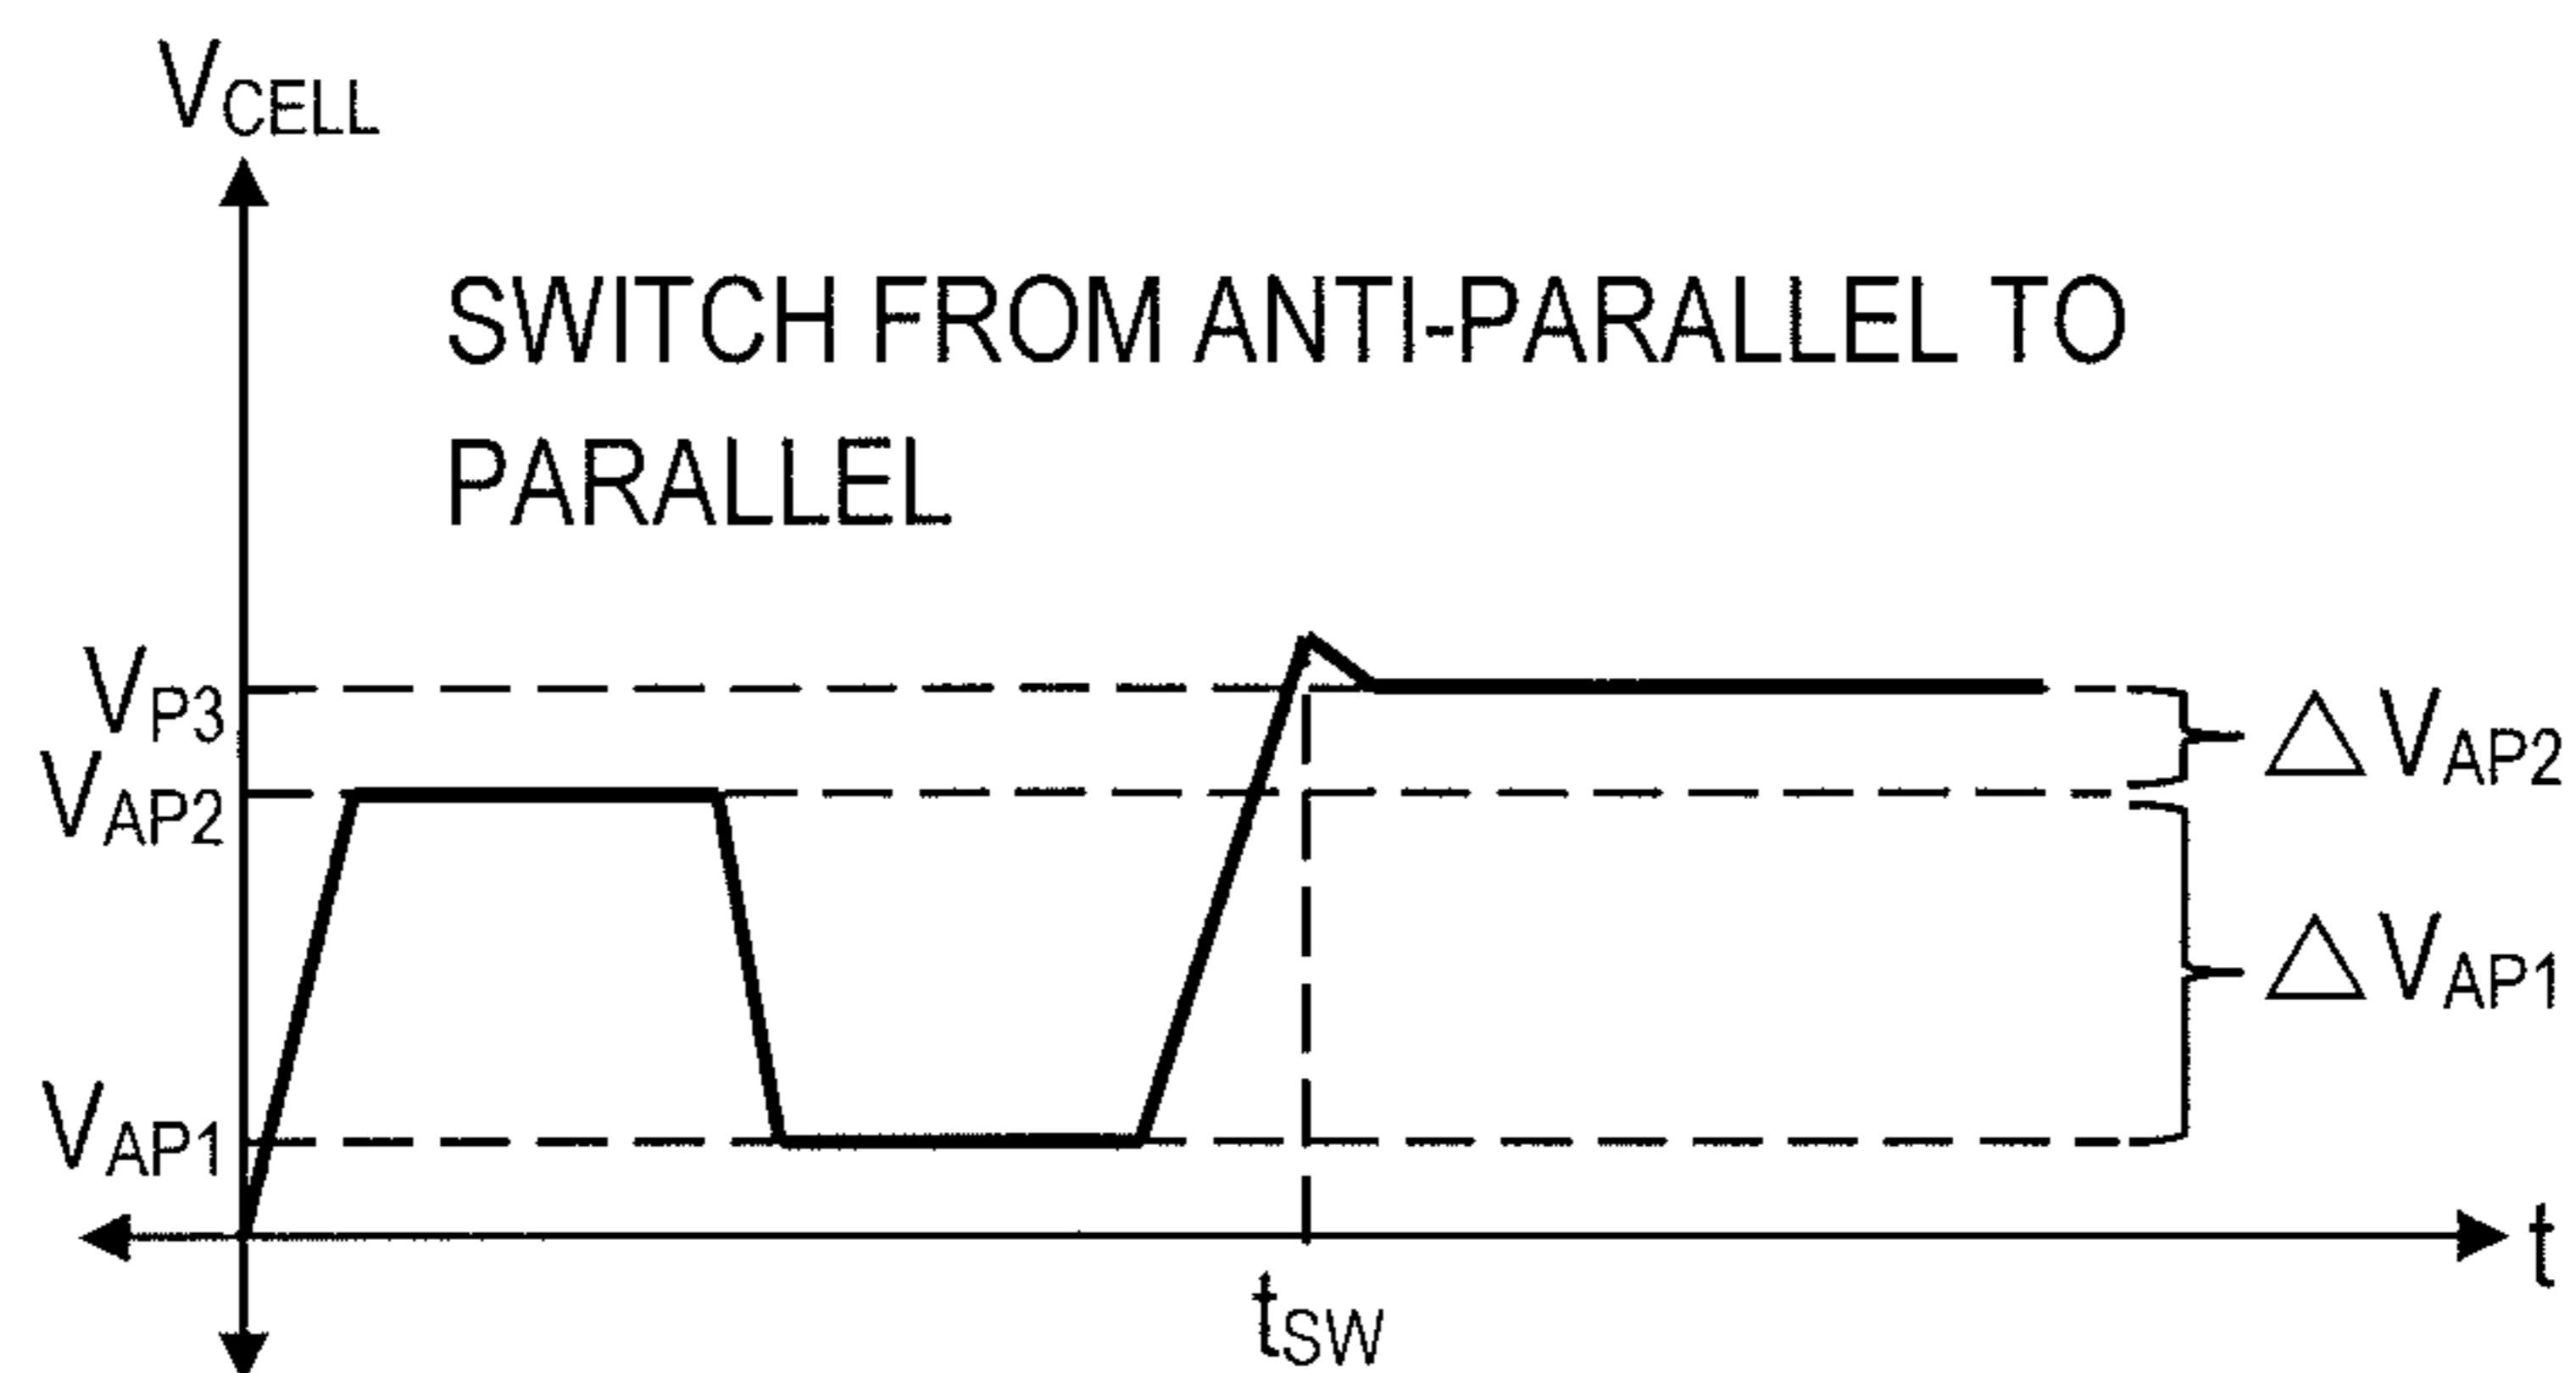 VCELL
SWITCH FROM ANTI-PARALLEL TO
PARALLEL
VP3
VAP2
VAP1
△VAP2
△VAP1
t
tSW